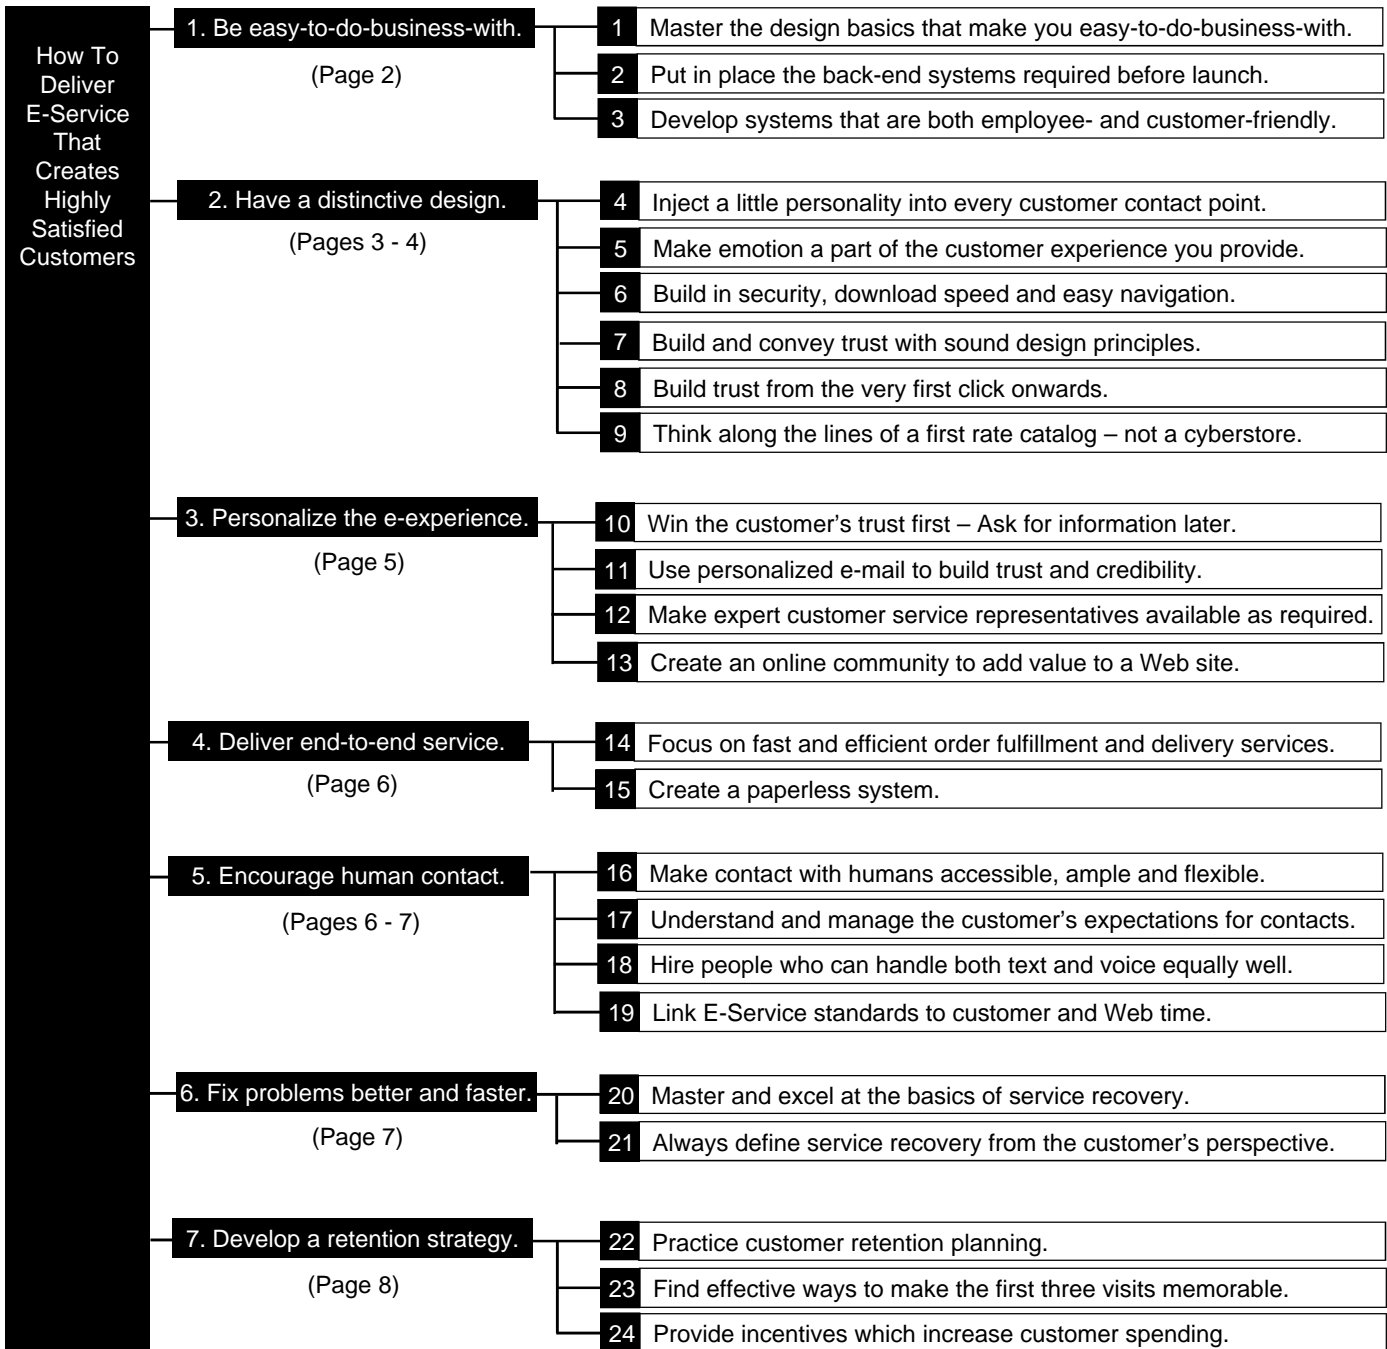 How To
Deliver
E-Service
That
Creates
Highly
Satisfied
Customers
1. Be easy-to-do-business-with.
(Page 2)
1 Master the design basics that make you easy-to-do-business-with.
2 Put in place the back-end systems required before launch.
3 Develop systems that are both employee- and customer-friendly.
2. Have a distinctive design.
(Pages 3 - 4)
4 Inject a little personality into every customer contact point.
5 Make emotion a part of the customer experience you provide.
6 Build in security, download speed and easy navigation.
7 Build and convey trust with sound design principles.
8 Build trust from the very first click onwards.
9 Think along the lines of a first rate catalog – not a cyberstore.
3. Personalize the e-experience.
(Page 5)
10 Win the customer’s trust first – Ask for information later.
11 Use personalized e-mail to build trust and credibility.
12 Make expert customer service representatives available as required.
13 Create an online community to add value to a Web site.
4. Deliver end-to-end service.
(Page 6)
14 Focus on fast and efficient order fulfillment and delivery services.
15 Create a paperless system.
5. Encourage human contact.
(Pages 6 - 7)
16 Make contact with humans accessible, ample and flexible.
17 Understand and manage the customer’s expectations for contacts.
18 Hire people who can handle both text and voice equally well.
19 Link E-Service standards to customer and Web time.
6. Fix problems better and faster.
(Page 7)
20 Master and excel at the basics of service recovery.
21 Always define service recovery from the customer’s perspective.
7. Develop a retention strategy.
(Page 8)
22 Practice customer retention planning.
23 Find effective ways to make the first three visits memorable.
24 Provide incentives which increase customer spending.